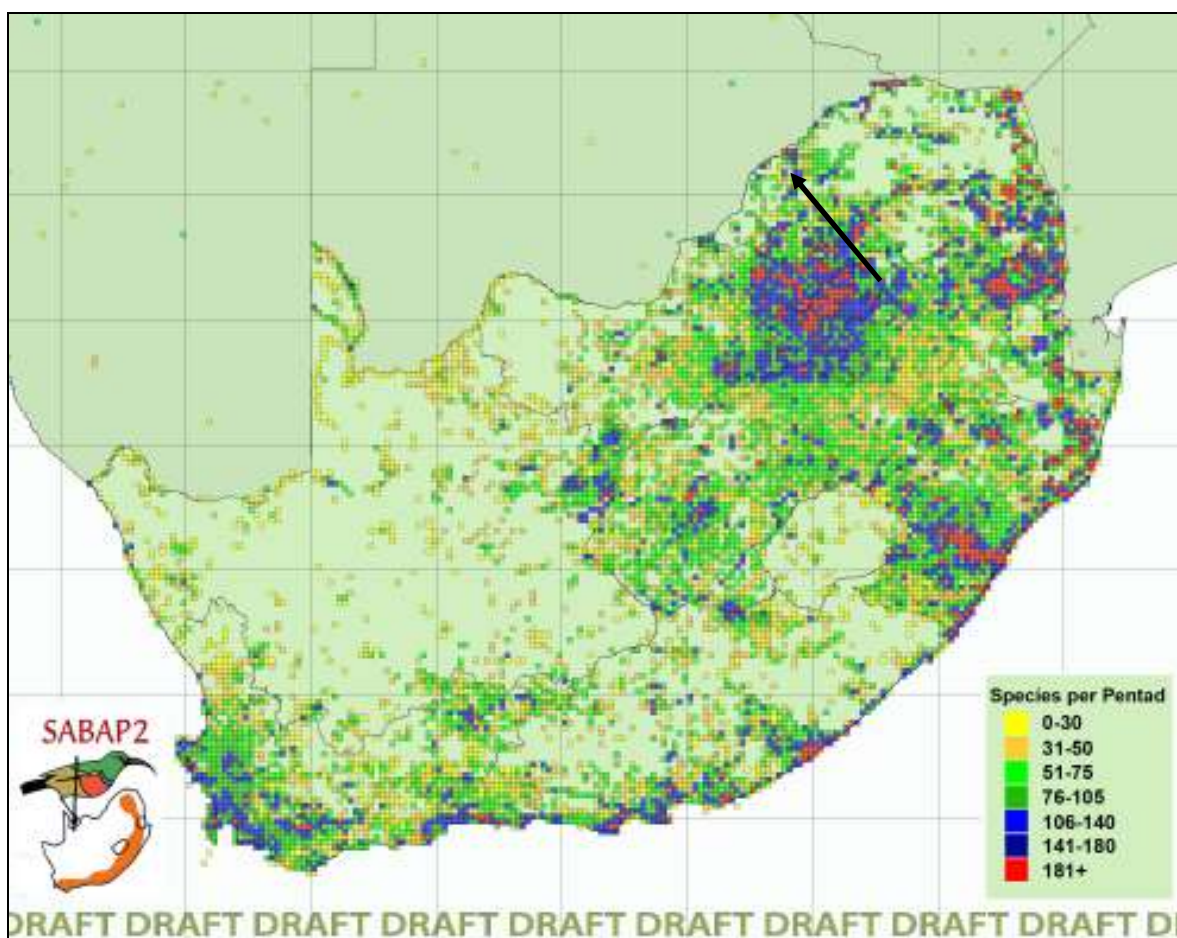 Species per Pentad
0-30
31-50
51-75
76-105
106-140
141-180
181+
SABAP2
DRAFT DRAFT DRAFT DRAFT DRAFT DRAFT DRAFT DRAFT DRAFT D